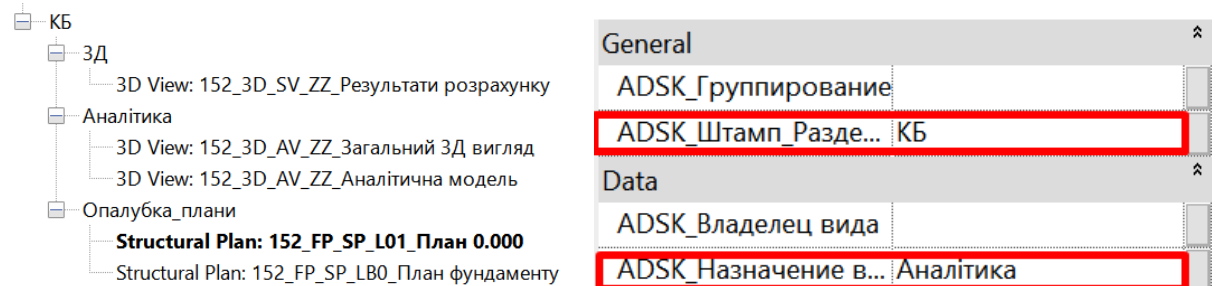 КБ
3Д
3D View: 152_3D_SV_ZZ_Результати розрахунку
Аналітика
3D View: 152_3D_AV_ZZ_Загальний 3Д вигляд
3D View: 152_3D_AV_ZZ_Аналітична модель
Опалубка_плани
Structural Plan: 152_FP_SP_L01_План 0.000
Structural Plan: 152_FP_SP_LB0_План фундаменту
General
ADSK_Группирование
ADSK_Штамп_Разде... КБ
Data
ADSK_Владелец вида
ADSK_Назначение в... Аналітика